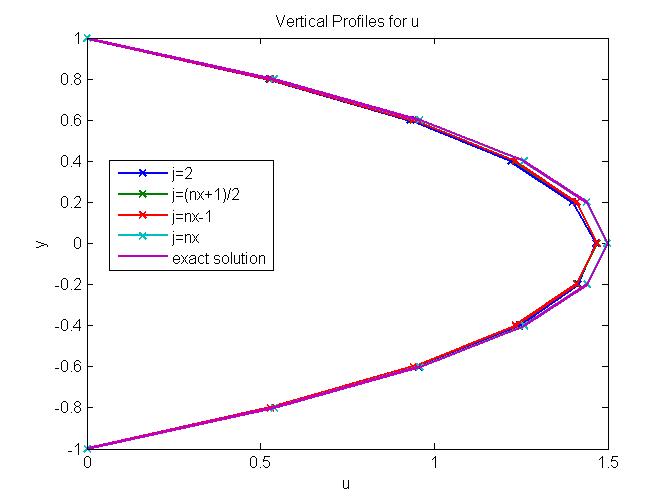 Vertical Profiles for u
1
0.8
0.6
0.4
0.2
0
-0.2
-0.4
-0.6
-0.8
-1
y
j=2
j=(nx+1)/2
j=nx-1
j=nx
exact solution
0
0.5
1
1.5
u